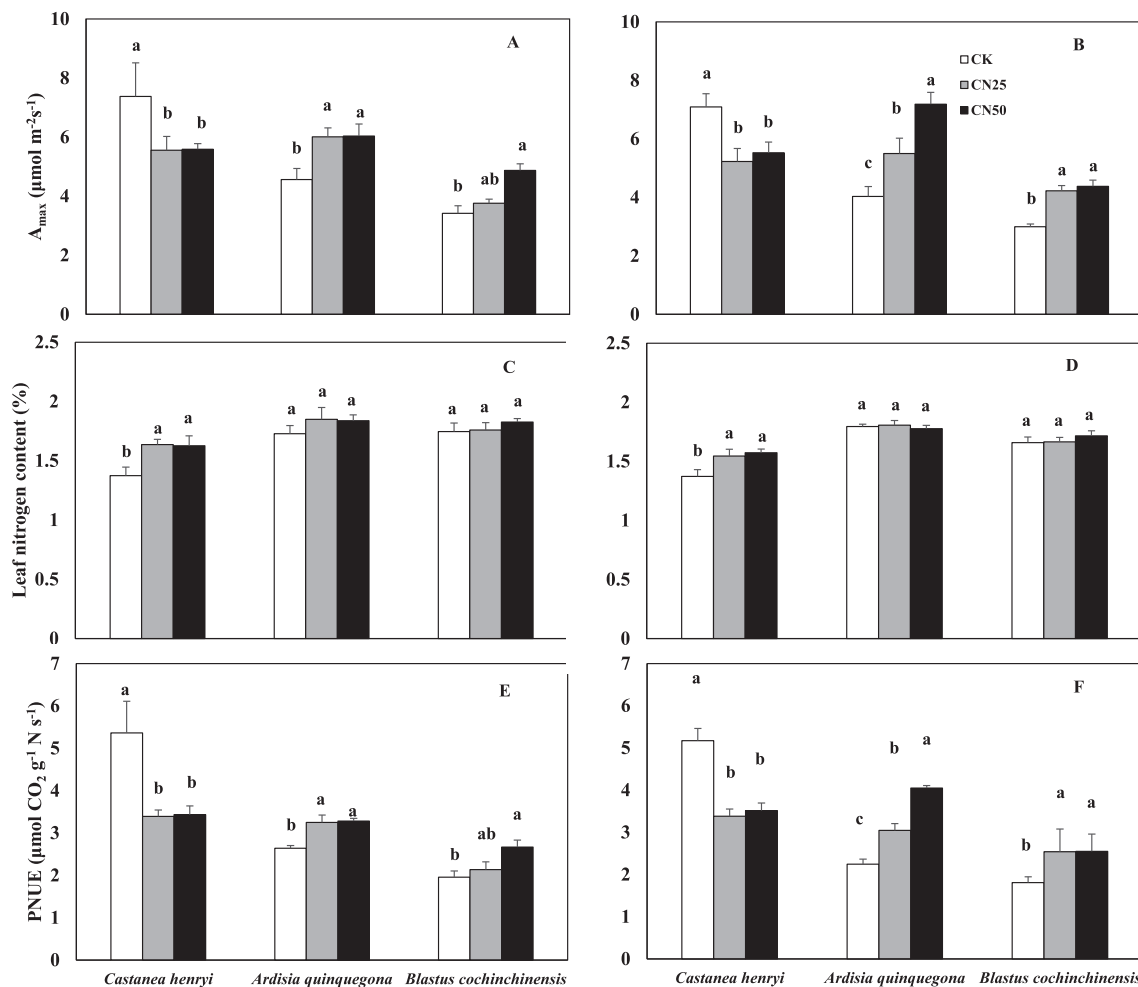 A
B
CK
CN25
CN50
10
8
6
4
2
0
A_max (μmol m⁻²s⁻¹)
a
b
b
b
a
a
b
ab
a
10
8
6
4
2
0
a
b
b
c
b
a
b
a
a
C
2.5
2
1.5
1
0.5
0
Leaf nitrogen content (%)
b
a
a
a
a
a
a
a
a
D
2.5
2
1.5
1
0.5
0
b
a
a
a
a
a
a
a
a
E
7
6
5
4
3
2
1
0
PNUE (μmol CO₂ g⁻¹ N s⁻¹)
a
b
b
b
a
a
b
ab
a
Castanea henryi
Ardisia quinquegona
Blastus cochinchinensis
F
7
6
5
4
3
2
1
0
a
b
b
c
b
a
b
a
a
Castanea henryi
Ardisia quinquegona
Blastus cochinchinensis